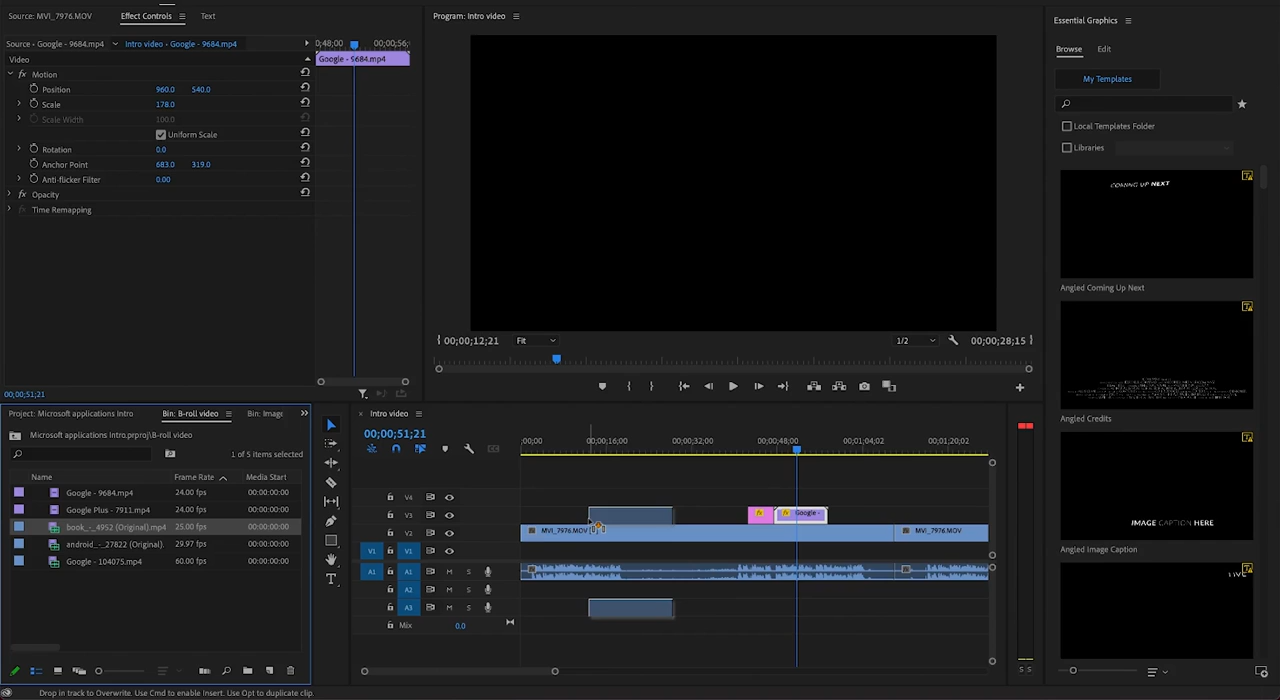 Source: MVI_7976.MOV
Effect Controls
Text
Program: Intro video
Essential Graphics
Source - Google - 9684.mp4
Intro video - Google - 9684.mp4
;48;00
00;00;56;
Browse
Edit
Video
Google - 9684.mp4
fx Motion
My Templates
Position 960.0 540.0
Scale 178.0
Scale Width 100.0
Uniform Scale
Local Templates Folder
Rotation 0.0
Libraries
Anchor Point 683.0 319.0
Anti-flicker Filter 0.00
fx Opacity
COMING UP NEXT
fx Time Remapping
Angled Coming Up Next
00;00;12;21
Fit
1/2
00;00;28;15
00;00;51;21
Project: Microsoft applications Intro
Bin: B-roll video
Bin: Image
Intro video
Angled Credits
Microsoft applications Intro.prproj\B-roll video
00;00;51;21
1 of 5 items selected
;00;00
00;00;16;00
00;00;32;00
00;00;48;00
00;01;04;02
00;01;20;02
Name
Frame Rate
Media Start
Google - 9684.mp4 24.00 fps 00:00:00:00
V4
Google Plus - 7911.mp4 24.00 fps 00:00:00:00
V3
fx
fx Google -
book_-_4952 (Original).mp4 25.00 fps 00:00:00:00
V2
MVI_7976.MOV
MVI_7976.MOV
IMAGE CAPTION HERE
android_-_27822 (Original). 29.97 fps 00:00:00:00
V1 V1
Angled Image Caption
Google - 104075.mp4 60.00 fps 00:00:00:00
A1 A1 M S
A2 M S
A3 M S
Mix 0.0
S S
Drop in track to Overwrite. Use Cmd to enable Insert. Use Opt to duplicate clip.